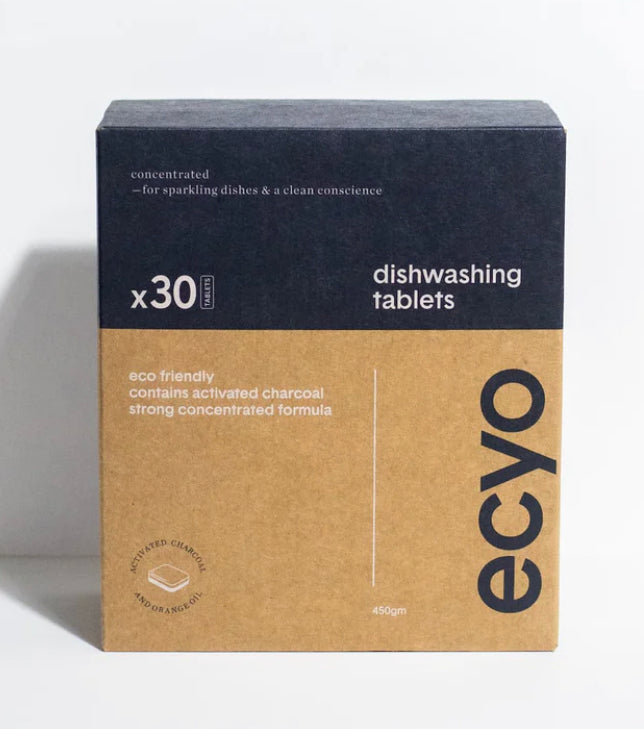 concentrated
—for sparkling dishes & a clean conscience
x30 TABLETS
dishwashing
tablets
eco friendly
contains activated charcoal
strong concentrated formula
ecyo
ACTIVATED CHARCOAL
AND ORANGE OIL
450gm